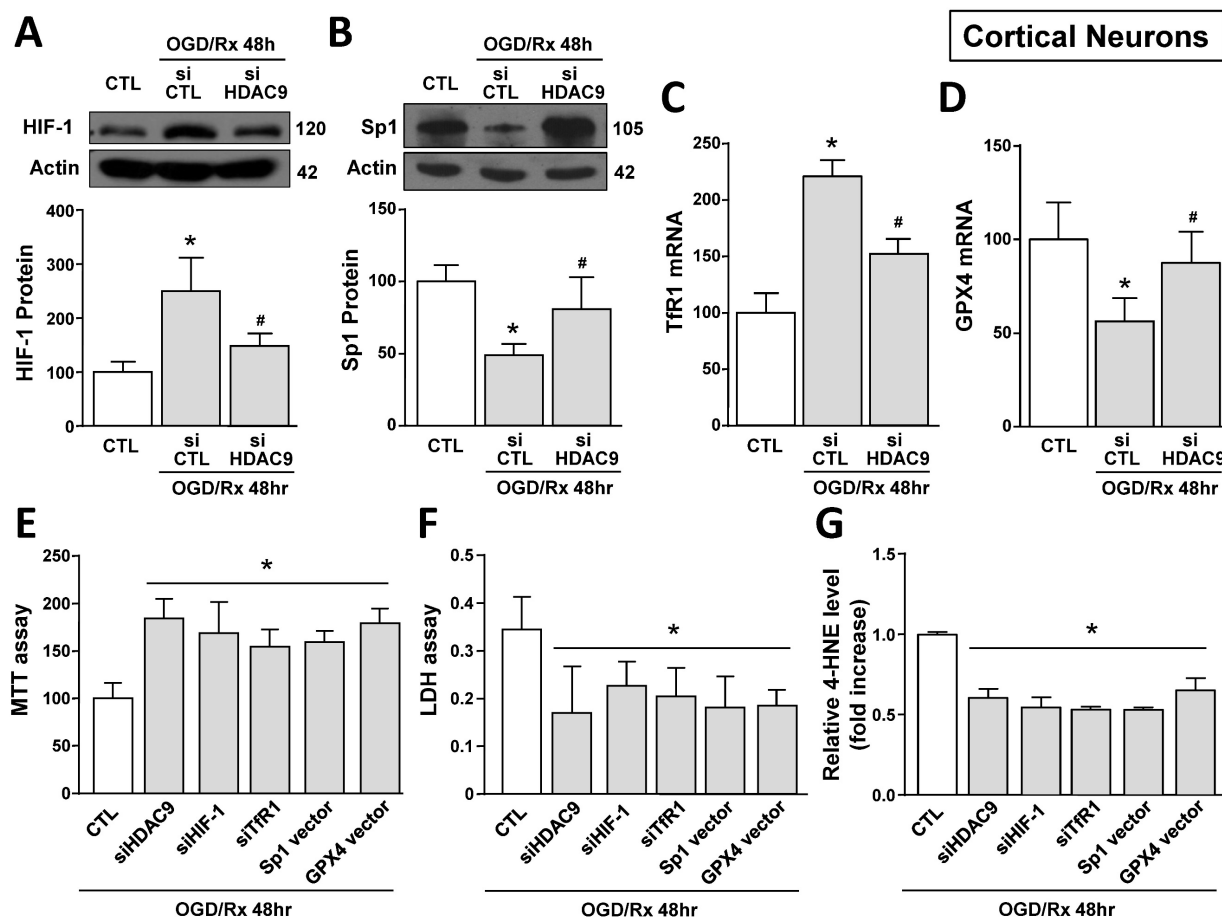 Cortical Neurons
A
OGD/Rx 48h
CTL
si
CTL
si
HDAC9
HIF-1
120
Actin
42
HIF-1 Protein
400
300
250
150
100
0
*
#
CTL
si
CTL
si
HDAC9
OGD/Rx 48hr
B
OGD/Rx 48h
CTL
si
CTL
si
HDAC9
Sp1
105
Actin
42
Sp1 Protein
150
100
50
0
*
#
CTL
si
CTL
si
HDAC9
OGD/Rx 48hr
C
TfR1 mRNA
250
200
150
100
50
0
*
#
CTL
si
CTL
si
HDAC9
OGD/Rx 48hr
D
GPX4 mRNA
150
100
50
0
*
#
CTL
si
CTL
si
HDAC9
OGD/Rx 48hr
E
MTT assay
250
200
150
100
50
0
*
CTL
siHDAC9
siHIF-1
siTfR1
Sp1 vector
GPX4 vector
OGD/Rx 48hr
F
LDH assay
0.5
0.4
0.3
0.2
0.1
0
*
CTL
siHDAC9
siHIF-1
siTfR1
Sp1 vector
GPX4 vector
OGD/Rx 48hr
G
Relative 4-HNE level
(fold increase)
1.5
1.0
0.5
0.0
*
CTL
siHDAC9
siHIF-1
siTfR1
Sp1 vector
GPX4 vector
OGD/Rx 48hr